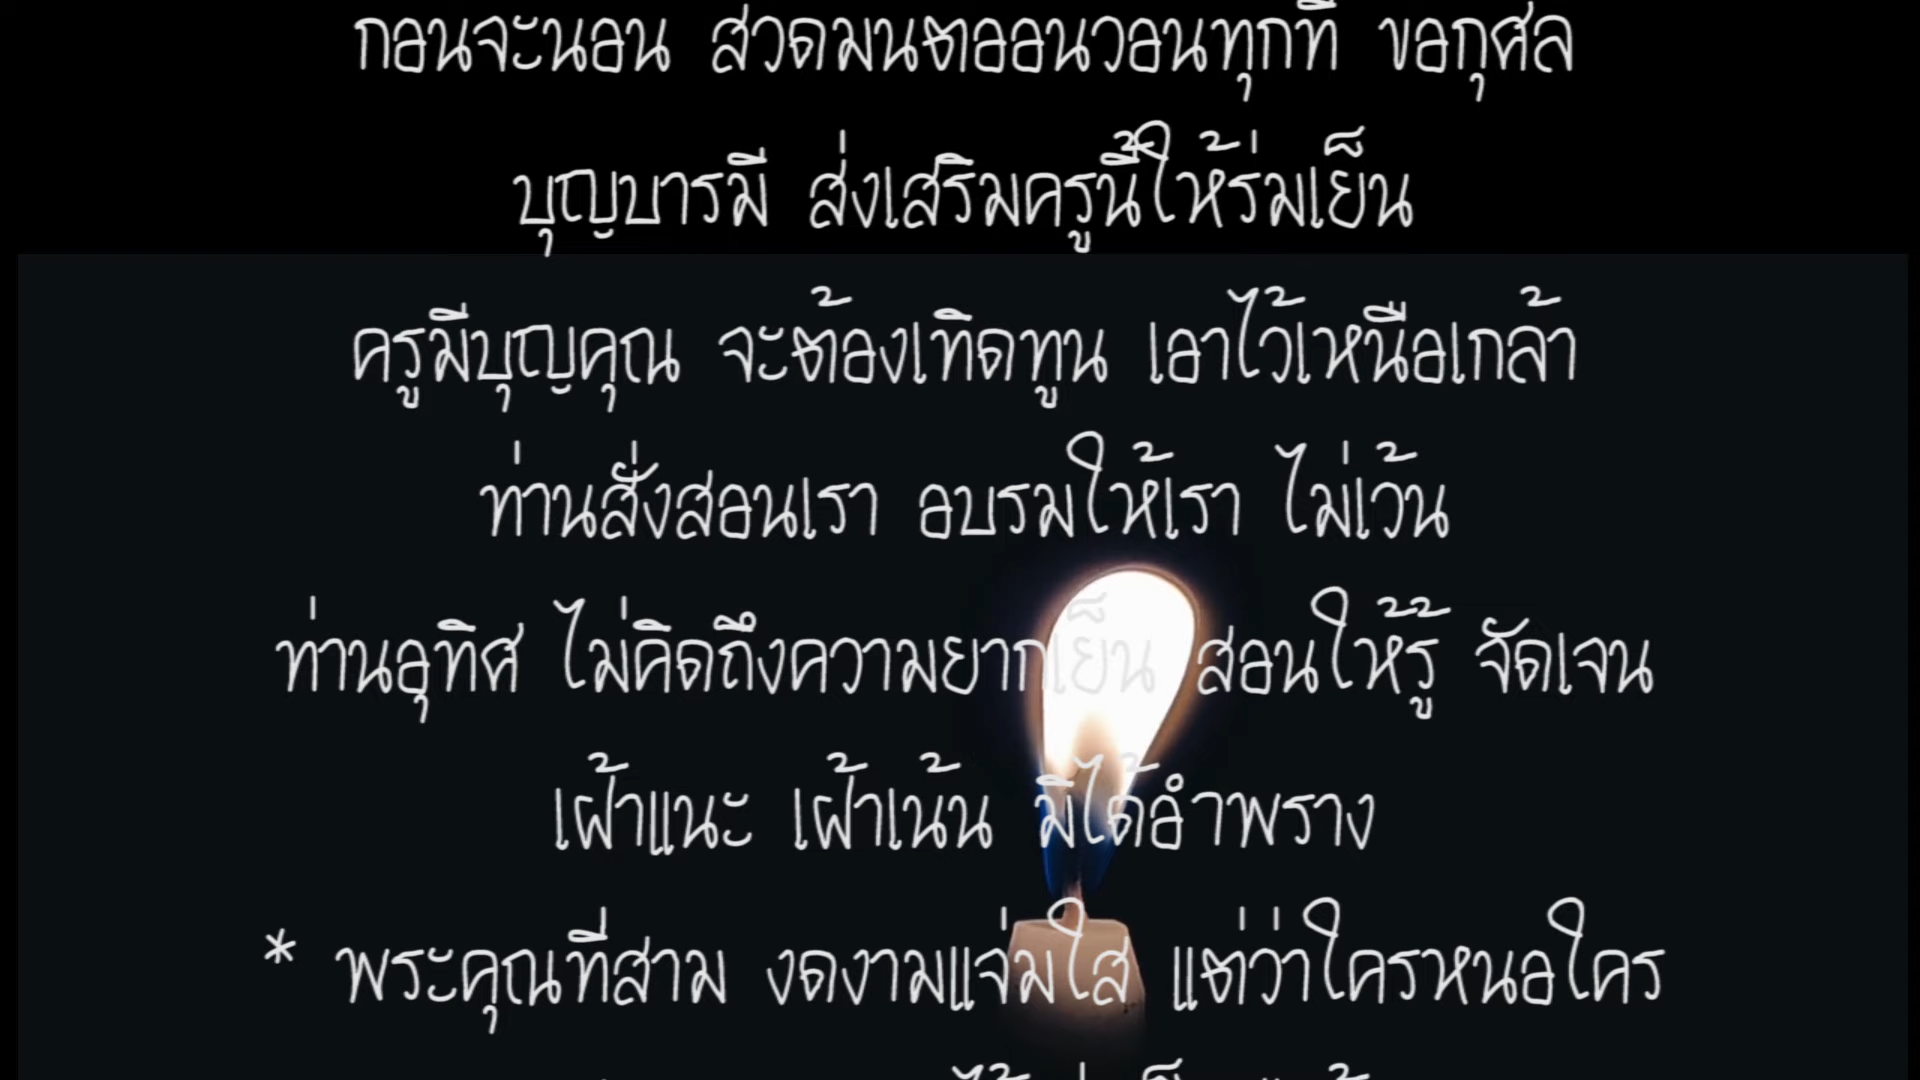 ก่อนจะนอน สวดมนต์อ้อนวอนทุกที ขอกุศล
บุญบารมี ส่งเสริมครูนี้ให้ร่มเย็น
ครูมีบุญคุณ จะต้องเทิดทูน เอาไว้เหนือเกล้า
ท่านสั่งสอนเรา อบรมให้เรา ไม่เว้น
ท่านอุทิศ ไม่คิดถึงความยากเย็น สอนให้รู้ จัดเจน
เฝ้าแนะ เฝ้าเน้น มิได้อำพราง
* พระคุณที่สาม งดงามแจ่มใส แต่ว่าใครหนอใคร